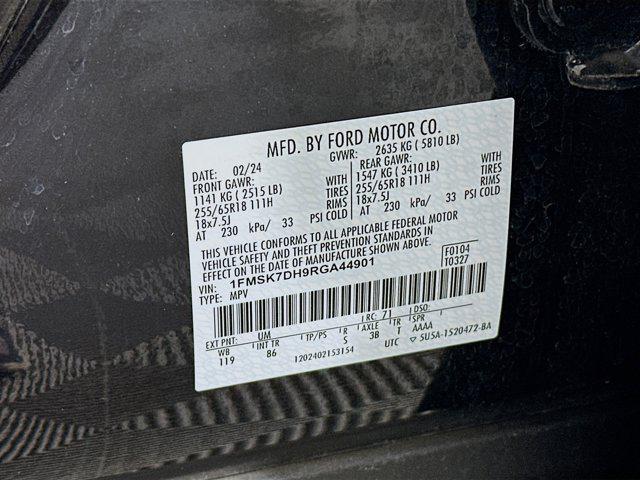 MFD. BY FORD MOTOR CO.
DATE: 02/24 GVWR: 2635 KG ( 5810 LB)
FRONT GAWR: REAR GAWR:
1141 KG ( 2515 LB) WITH 1547 KG ( 3410 LB) WITH
255/65R18 111H TIRES 255/65R18 111H TIRES
18x7.5J RIMS 18x7.5J RIMS
AT 230 kPa/ 33 PSI COLD AT 230 kPa/ 33 PSI COLD
THIS VEHICLE CONFORMS TO ALL APPLICABLE FEDERAL MOTOR
VEHICLE SAFETY AND THEFT PREVENTION STANDARDS IN
EFFECT ON THE DATE OF MANUFACTURE SHOWN ABOVE.
VIN: 1FMSK7DH9RGA44901 F0104
TYPE: MPV T0327
EXT PNT: UM RC: 71 DSO:
WB INT TR TP/PS R AXLE TR SPR
119 86 S 3B T AAAA
1202402153154 UTC ▽ 5U5A-1520472-BA